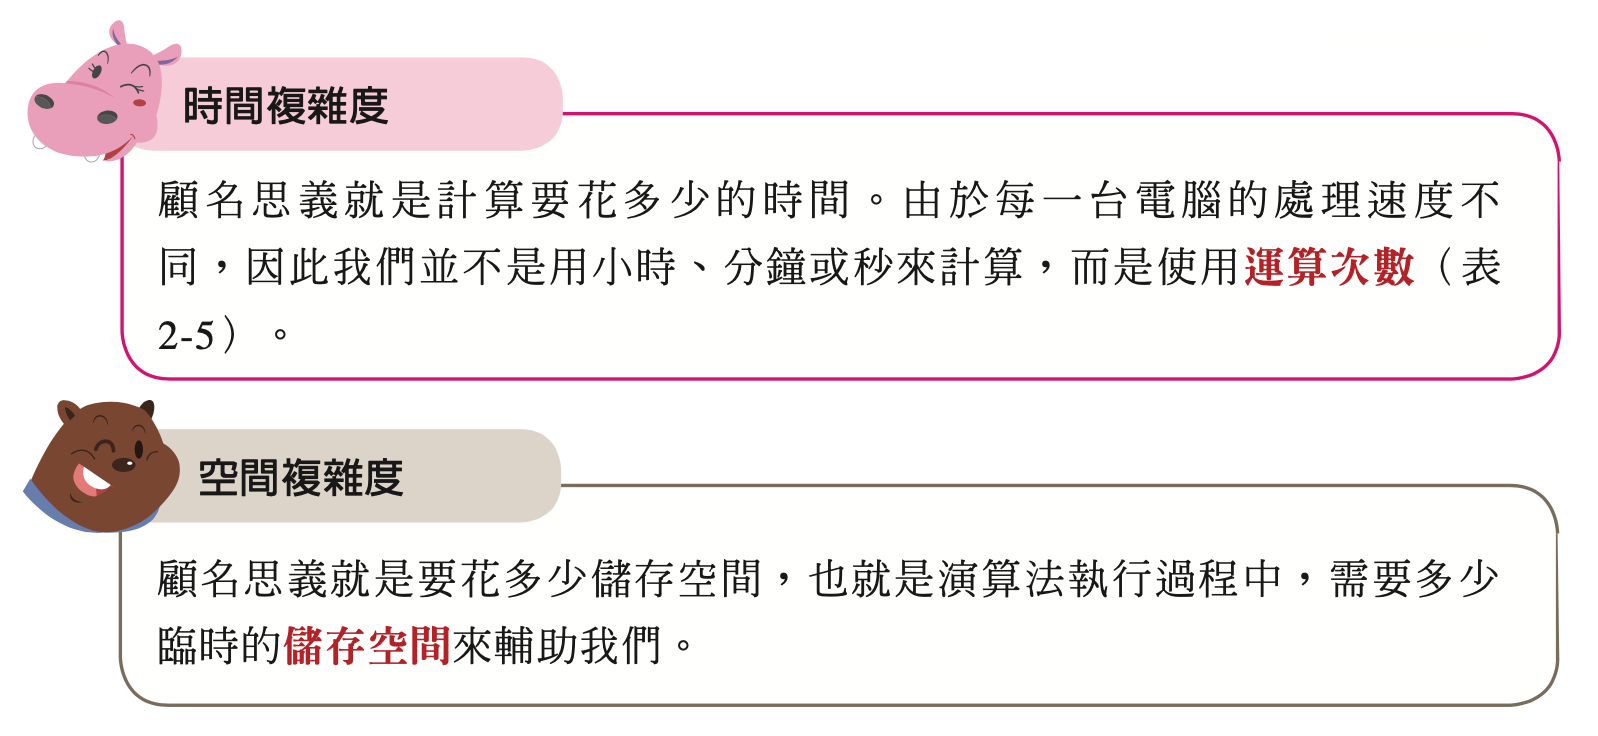 時間複雜度
顧名思義就是計算要花多少的時間。由於每一台電腦的處理速度不
同，因此我們並不是用小時、分鐘或秒來計算，而是使用運算次數（表
2-5）。
空間複雜度
顧名思義就是要花多少儲存空間，也就是演算法執行過程中，需要多少
臨時的儲存空間來輔助我們。